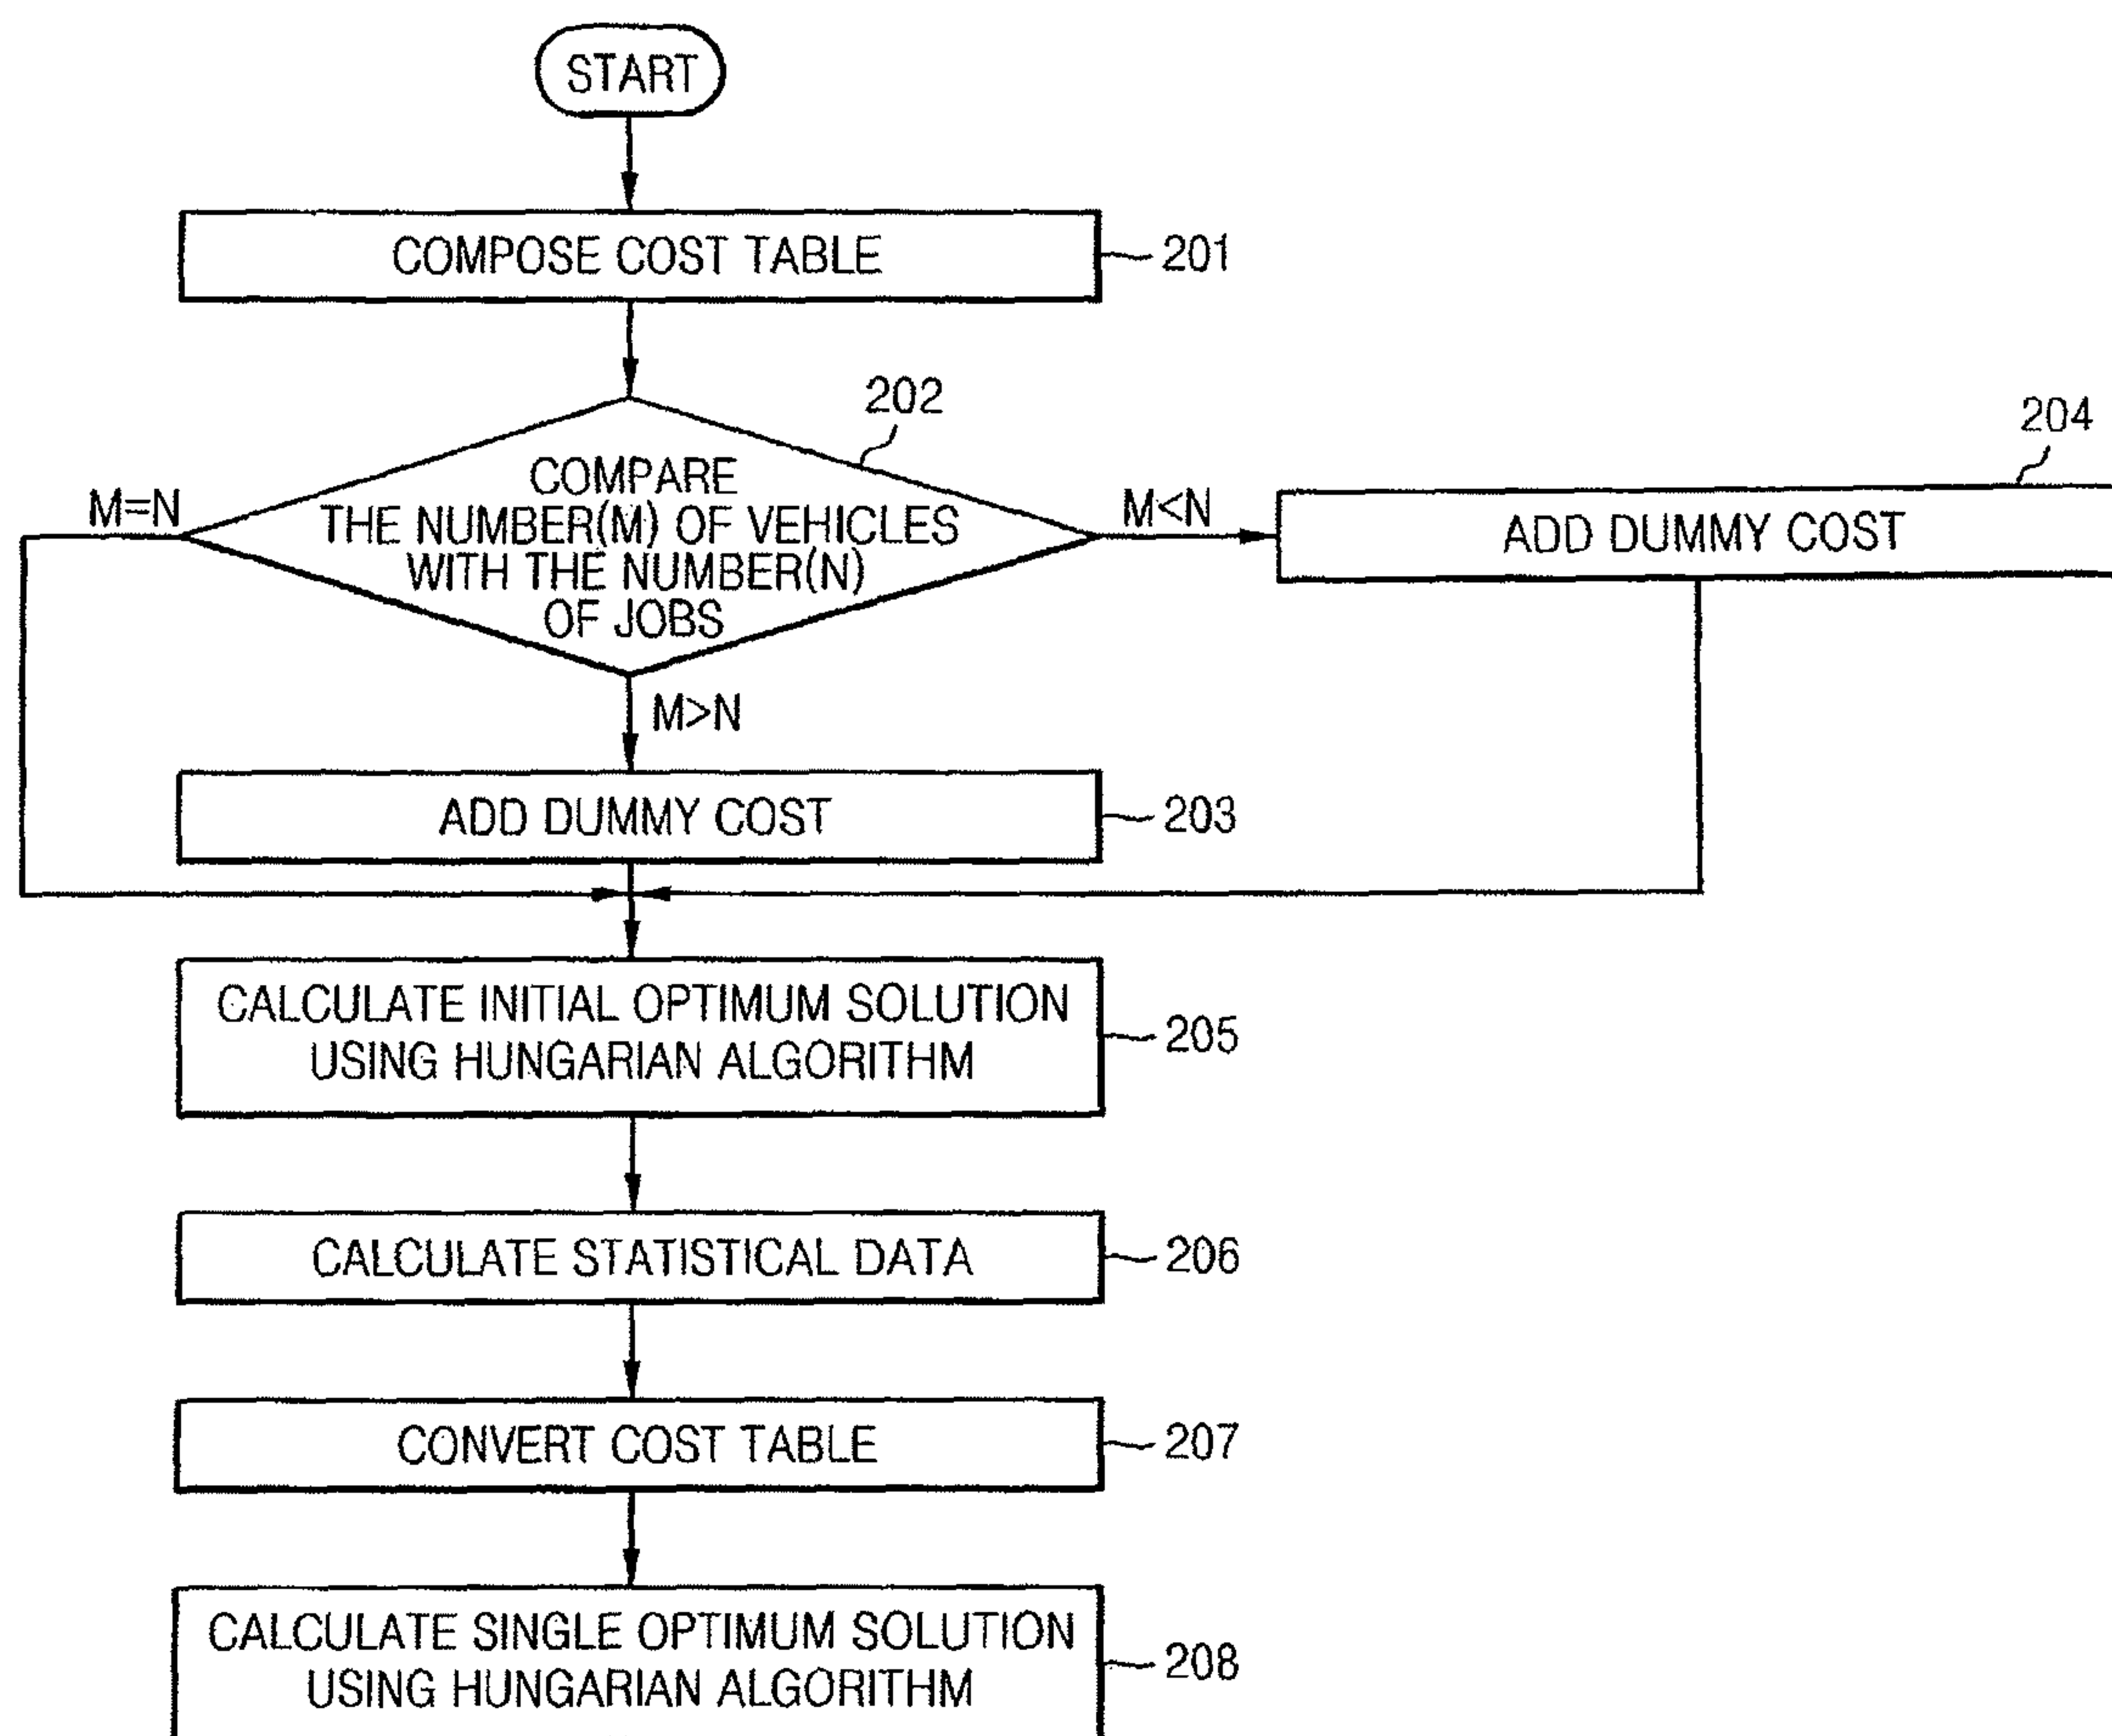 START
COMPOSE COST TABLE
201
202
COMPARE
THE NUMBER(M) OF VEHICLES
WITH THE NUMBER(N)
OF JOBS
M=N
M<N
204
ADD DUMMY COST
M>N
ADD DUMMY COST
203
CALCULATE INITIAL OPTIMUM SOLUTION
USING HUNGARIAN ALGORITHM
205
CALCULATE STATISTICAL DATA
206
CONVERT COST TABLE
207
CALCULATE SINGLE OPTIMUM SOLUTION
USING HUNGARIAN ALGORITHM
208